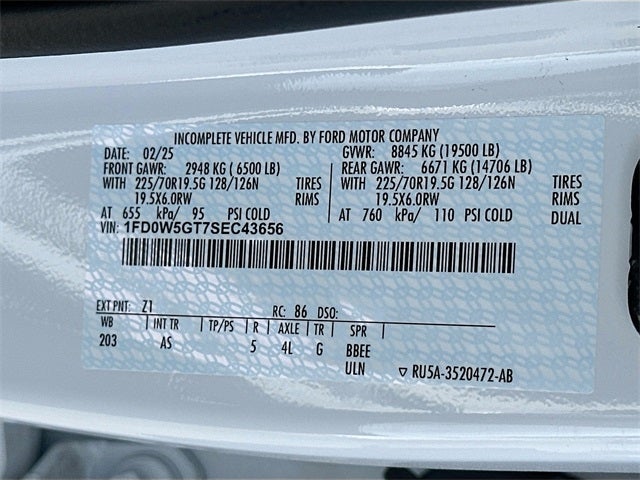 INCOMPLETE VEHICLE MFD. BY FORD MOTOR COMPANY
DATE: 02/25 GVWR: 8845 KG (19500 LB)
FRONT GAWR: 2948 KG ( 6500 LB) REAR GAWR: 6671 KG (14706 LB)
WITH 225/70R19.5G 128/126N TIRES WITH 225/70R19.5G 128/126N TIRES
19.5X6.0RW RIMS 19.5X6.0RW RIMS
AT 655 kPa/ 95 PSI COLD AT 760 kPa/ 110 PSI COLD DUAL
VIN: 1FD0W5GT7SEC43656
EXT PNT: Z1 RC: 86 DSO:
WB INT TR TP/PS R AXLE TR SPR
203 AS 5 4L G BBEE
ULN ▽ RU5A-3520472-AB